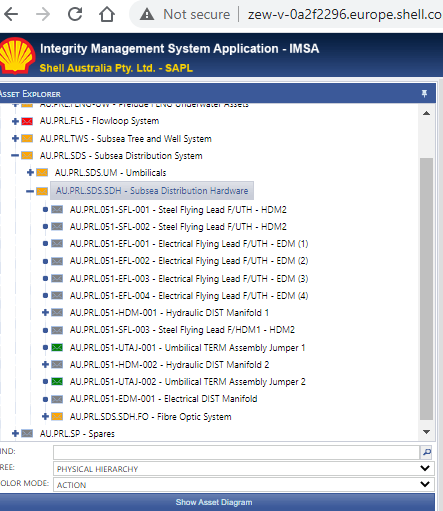 Not secure
zew-v-0a2f2296.europe.shell.co
Integrity Management System Application - IMSA
Shell Australia Pty. Ltd. - SAPL
ASSET EXPLORER
AU.PRL.FLNG-UW - Prelude FLNG Underwater Assets
AU.PRL.FLS - Flowloop System
AU.PRL.TWS - Subsea Tree and Well System
AU.PRL.SDS - Subsea Distribution System
AU.PRL.SDS.UM - Umbilicals
AU.PRL.SDS.SDH - Subsea Distribution Hardware
AU.PRL.051-SFL-001 - Steel Flying Lead F/UTH - HDM2
AU.PRL.051-SFL-002 - Steel Flying Lead F/UTH - HDM2
AU.PRL.051-EFL-001 - Electrical Flying Lead F/UTH - EDM (1)
AU.PRL.051-EFL-002 - Electrical Flying Lead F/UTH - EDM (2)
AU.PRL.051-EFL-003 - Electrical Flying Lead F/UTH - EDM (3)
AU.PRL.051-EFL-004 - Electrical Flying Lead F/UTH - EDM (4)
AU.PRL.051-HDM-001 - Hydraulic DIST Manifold 1
AU.PRL.051-SFL-003 - Steel Flying Lead F/HDM1 - HDM2
AU.PRL.051-UTAJ-001 - Umbilical TERM Assembly Jumper 1
AU.PRL.051-HDM-002 - Hydraulic DIST Manifold 2
AU.PRL.051-UTAJ-002 - Umbilical TERM Assembly Jumper 2
AU.PRL.051-EDM-001 - Electrical DIST Manifold
AU.PRL.SDS.SDH.FO - Fibre Optic System
AU.PRL.SP - Spares
IND:
REE: PHYSICAL HIERARCHY
OLOR MODE: ACTION
Show Asset Diagram